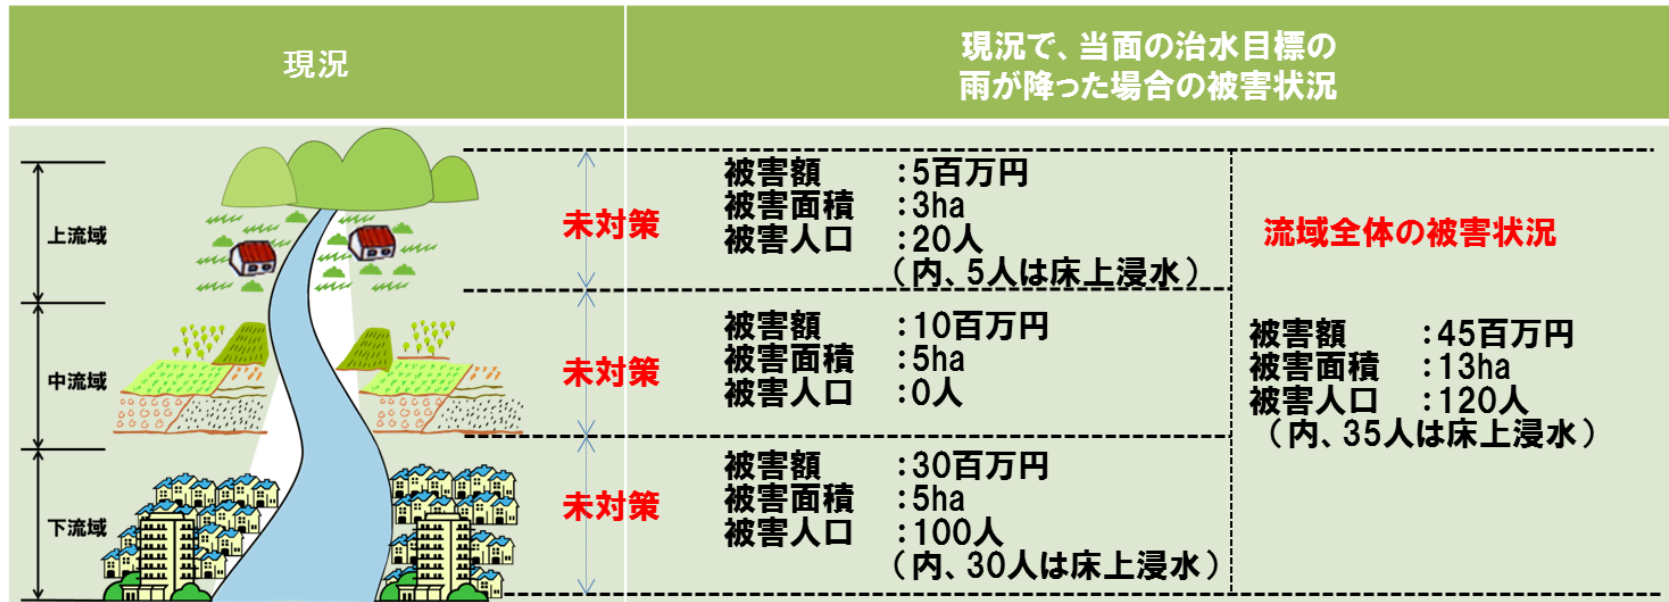 現況
現況で、当面の治水目標の
雨が降った場合の被害状況
上流域
未対策
被害額　　：5百万円
被害面積　：3ha
被害人口　：20人
（内、5人は床上浸水）
中流域
未対策
被害額　　：10百万円
被害面積　：5ha
被害人口　：0人
下流域
未対策
被害額　　：30百万円
被害面積　：5ha
被害人口　：100人
（内、30人は床上浸水）
流域全体の被害状況
被害額　　：45百万円
被害面積　：13ha
被害人口　：120人
（内、35人は床上浸水）